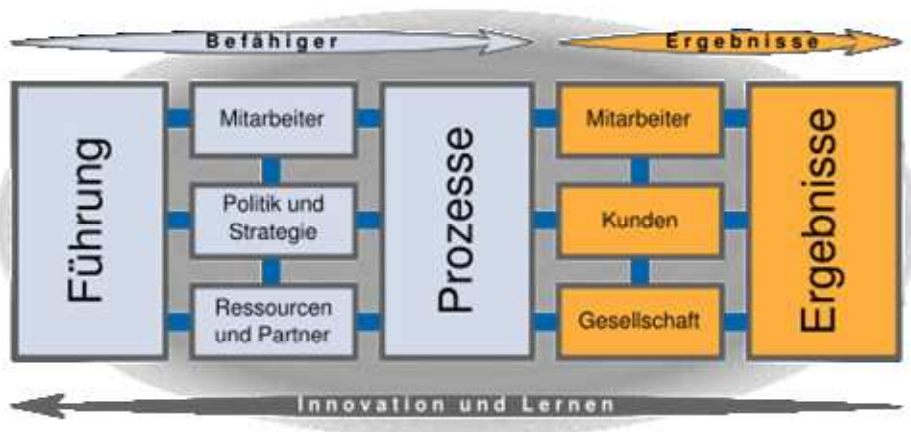 Befähiger
Ergebnisse
Führung
Mitarbeiter
Politik und
Strategie
Ressourcen
und Partner
Prozesse
Mitarbeiter
Kunden
Gesellschaft
Ergebnisse
Innovation und Lernen